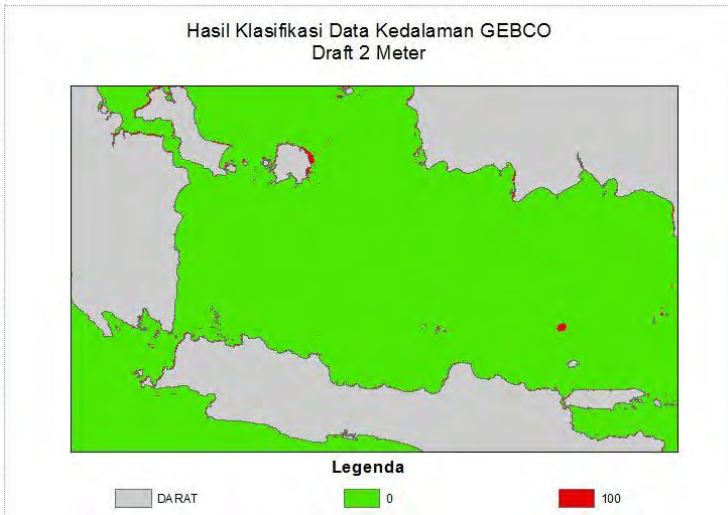 Hasil Klasifikasi Data Kedalaman GEBCO
Draft 2 Meter
Legenda
DARAT
0
100